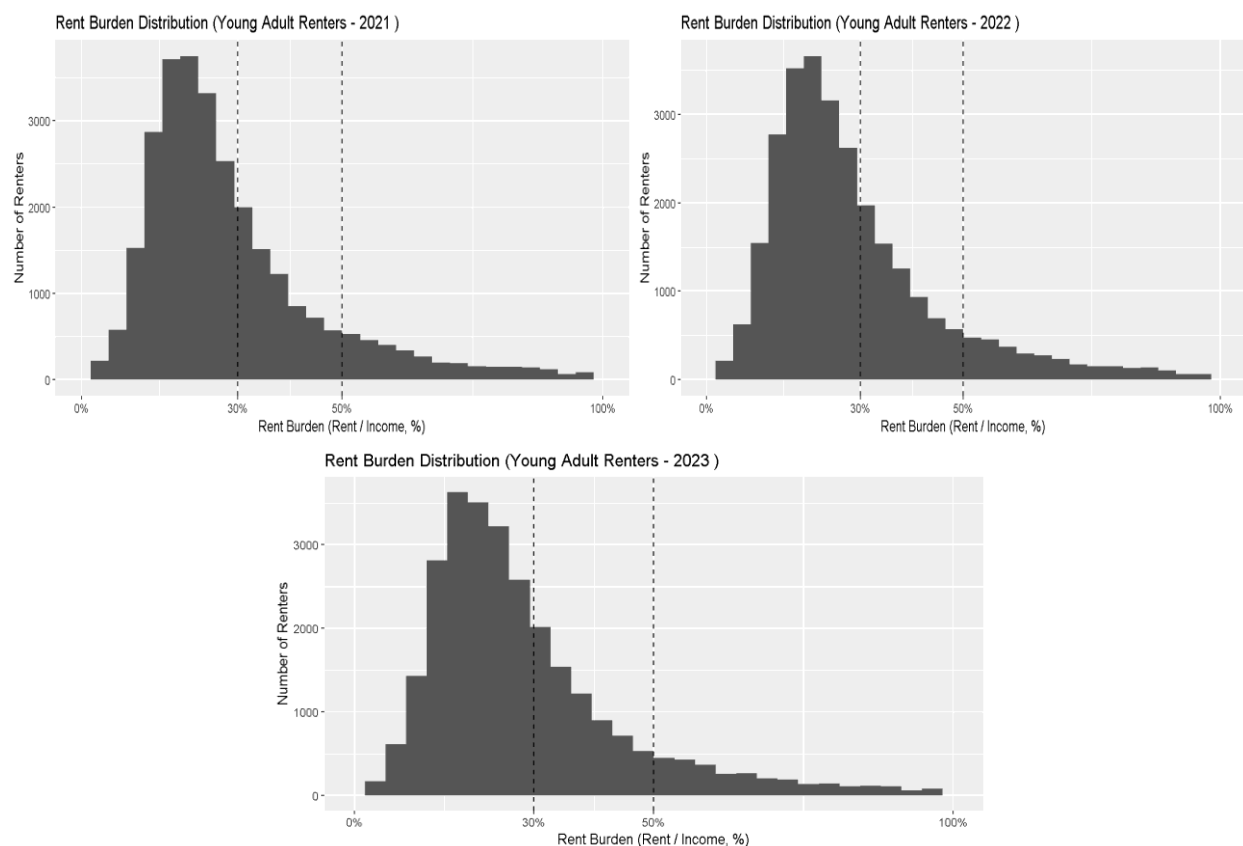 Rent Burden Distribution (Young Adult Renters - 2021 )
Number of Renters
3000
2000
1000
0
0%
30%
50%
100%
Rent Burden (Rent / Income, %)
Rent Burden Distribution (Young Adult Renters - 2022 )
Number of Renters
3000
2000
1000
0
0%
30%
50%
100%
Rent Burden (Rent / Income, %)
Rent Burden Distribution (Young Adult Renters - 2023 )
Number of Renters
3000
2000
1000
0
0%
30%
50%
100%
Rent Burden (Rent / Income, %)